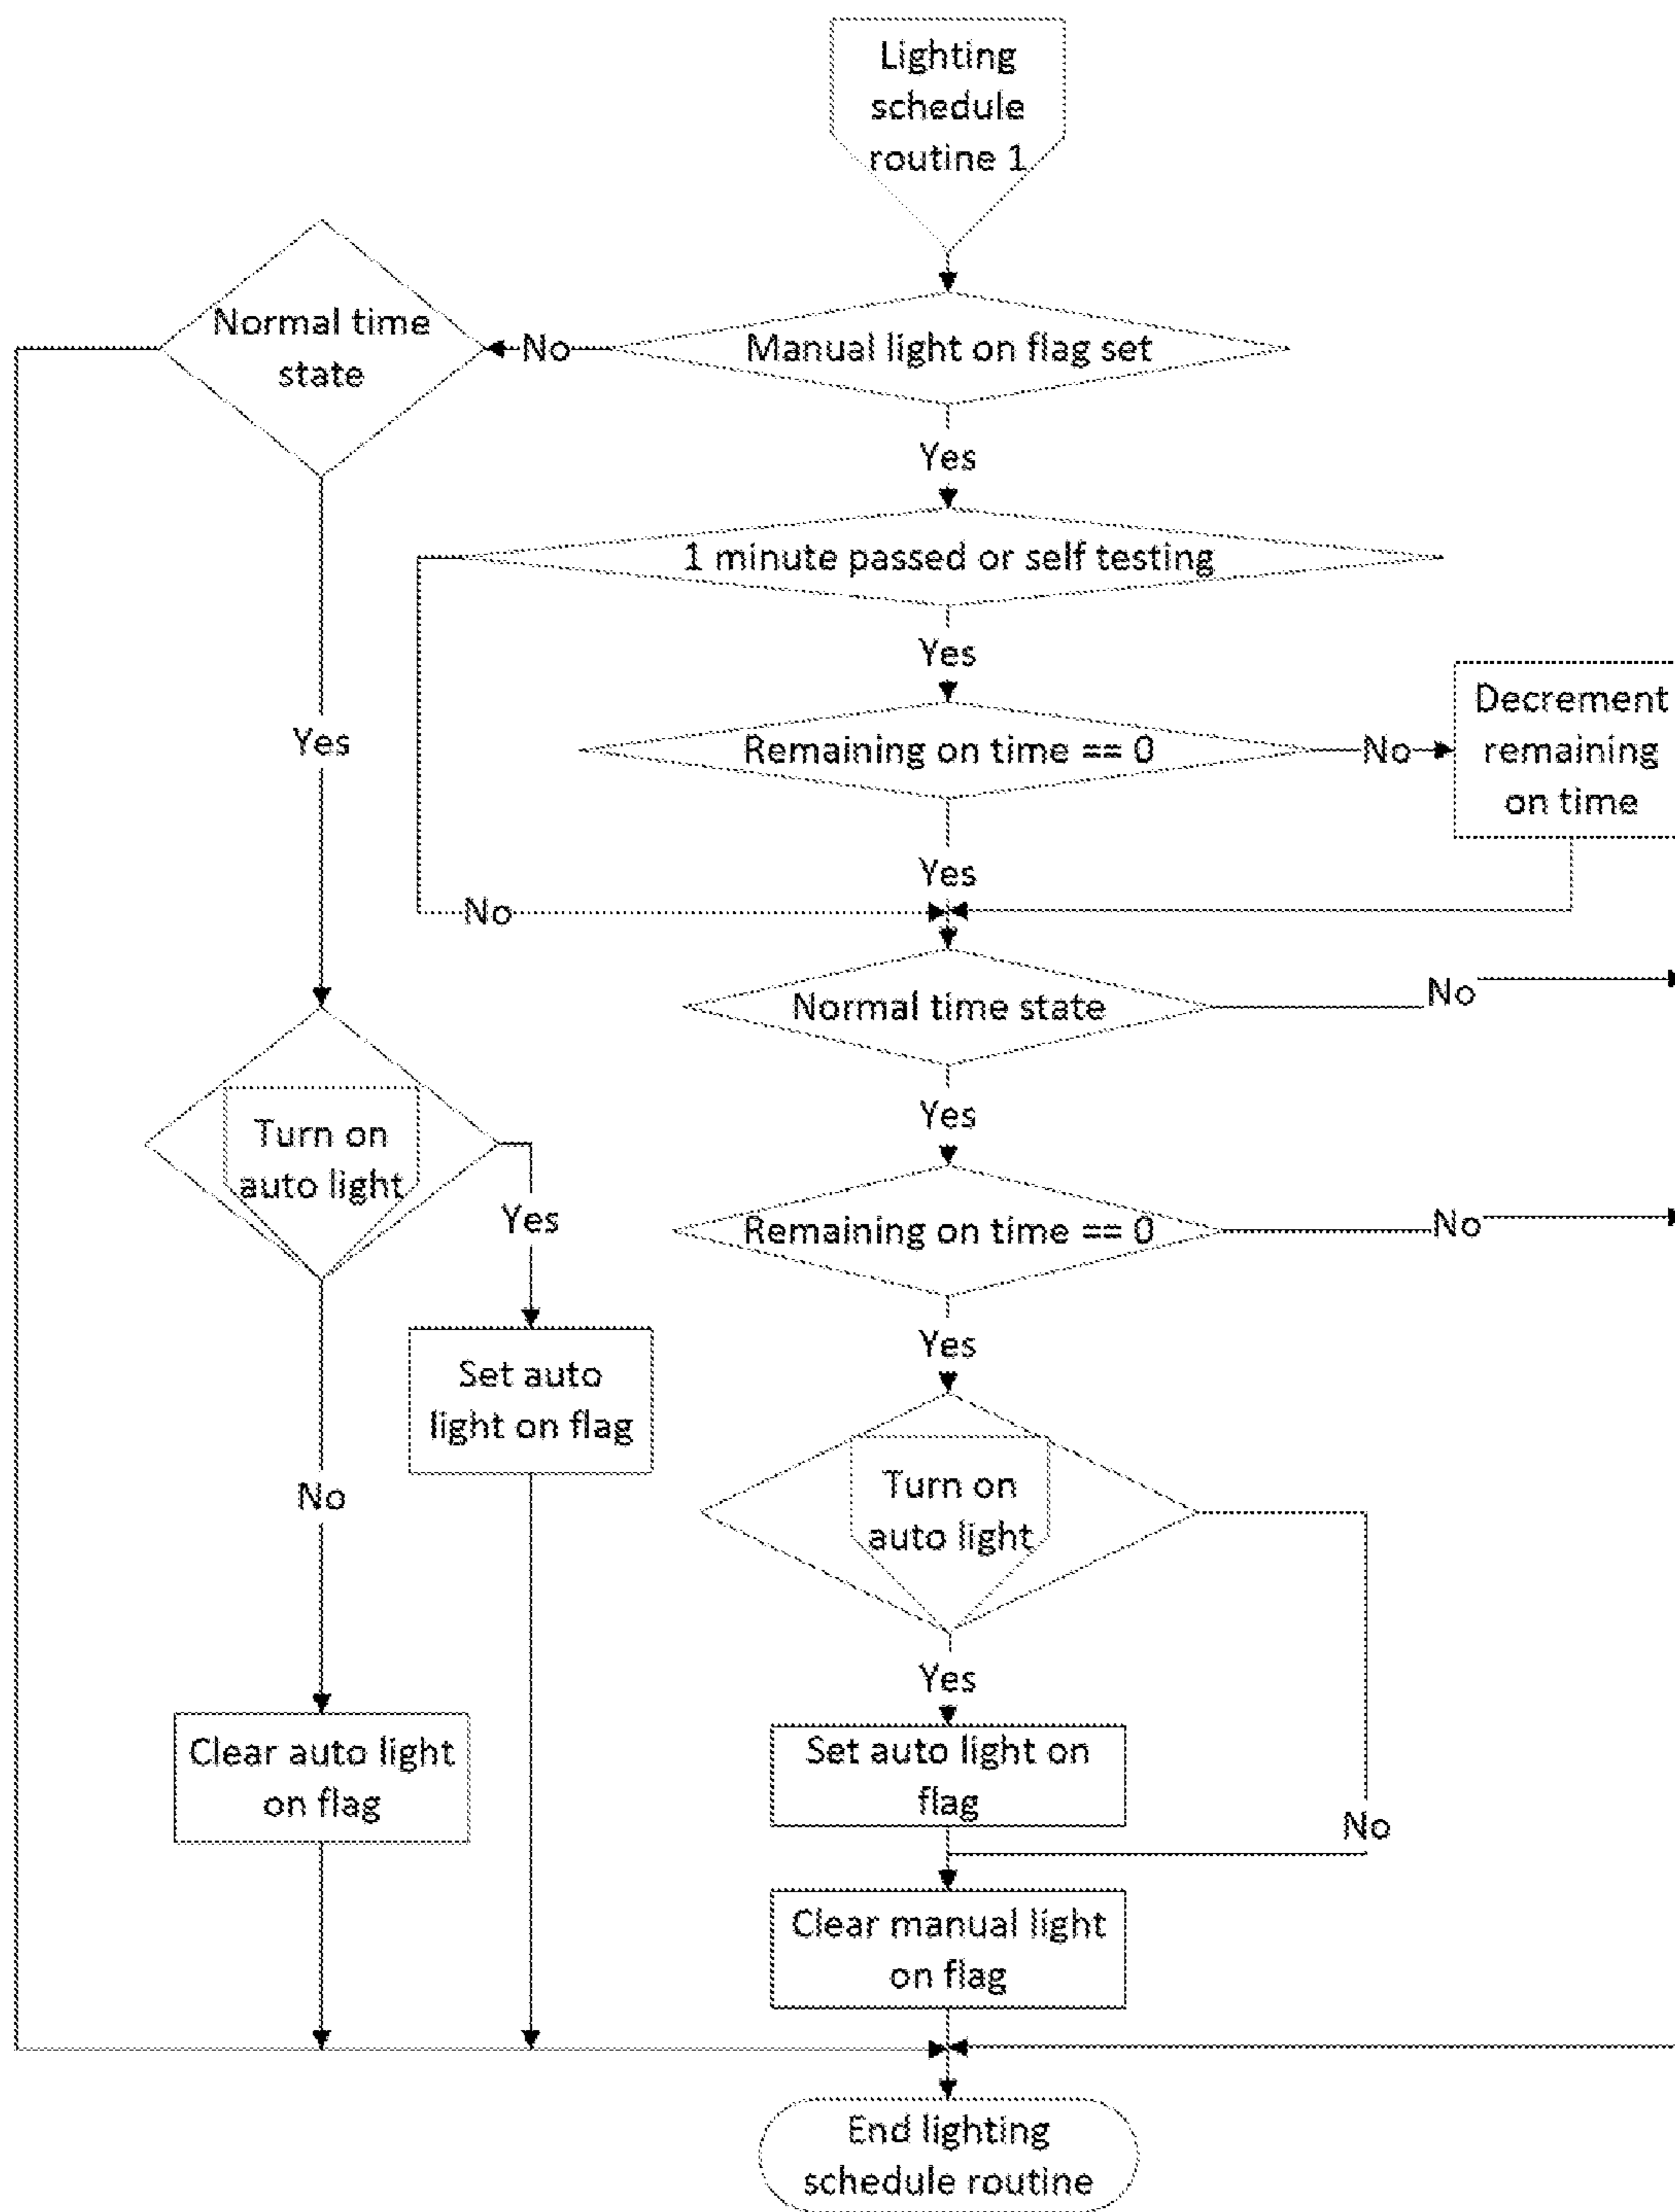 Lighting
schedule
routine 1
Normal time
state
No
Manual light on flag set
Yes
1 minute passed or self testing
Yes
Remaining on time == 0
No
Decrement
remaining
on time
Yes
Yes
No
Normal time state
No
Yes
Turn on
auto light
Yes
Remaining on time == 0
No
Yes
Set auto
light on flag
No
Turn on
auto light
Yes
Clear auto light
on flag
Set auto light on
flag
No
Clear manual light
on flag
End lighting
schedule routine